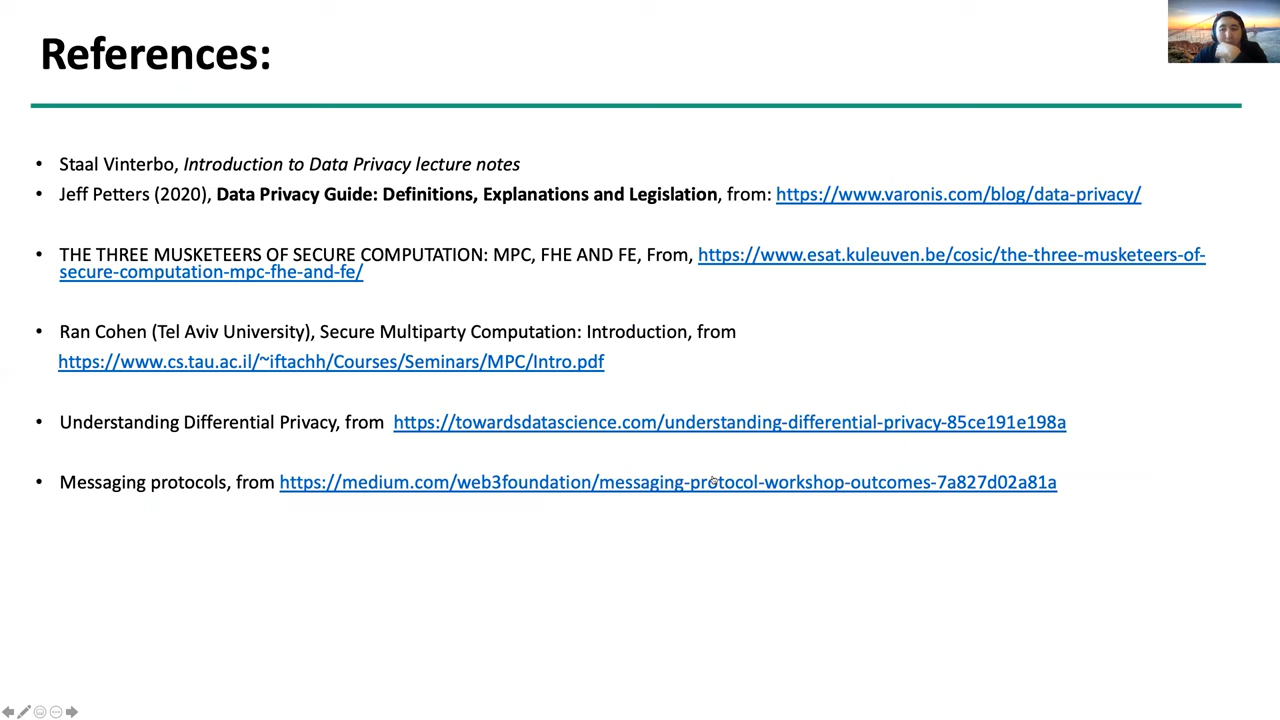 References:
• Staal Vinterbo, Introduction to Data Privacy lecture notes
• Jeff Petters (2020), Data Privacy Guide: Definitions, Explanations and Legislation, from: https://www.varonis.com/blog/data-privacy/
• THE THREE MUSKETEERS OF SECURE COMPUTATION: MPC, FHE AND FE, From, https://www.esat.kuleuven.be/cosic/the-three-musketeers-of-
secure-computation-mpc-fhe-and-fe/
• Ran Cohen (Tel Aviv University), Secure Multiparty Computation: Introduction, from
https://www.cs.tau.ac.il/~iftachh/Courses/Seminars/MPC/Intro.pdf
• Understanding Differential Privacy, from https://towardsdatascience.com/understanding-differential-privacy-85ce191e198a
• Messaging protocols, from https://medium.com/web3foundation/messaging-protocol-workshop-outcomes-7a827d02a81a